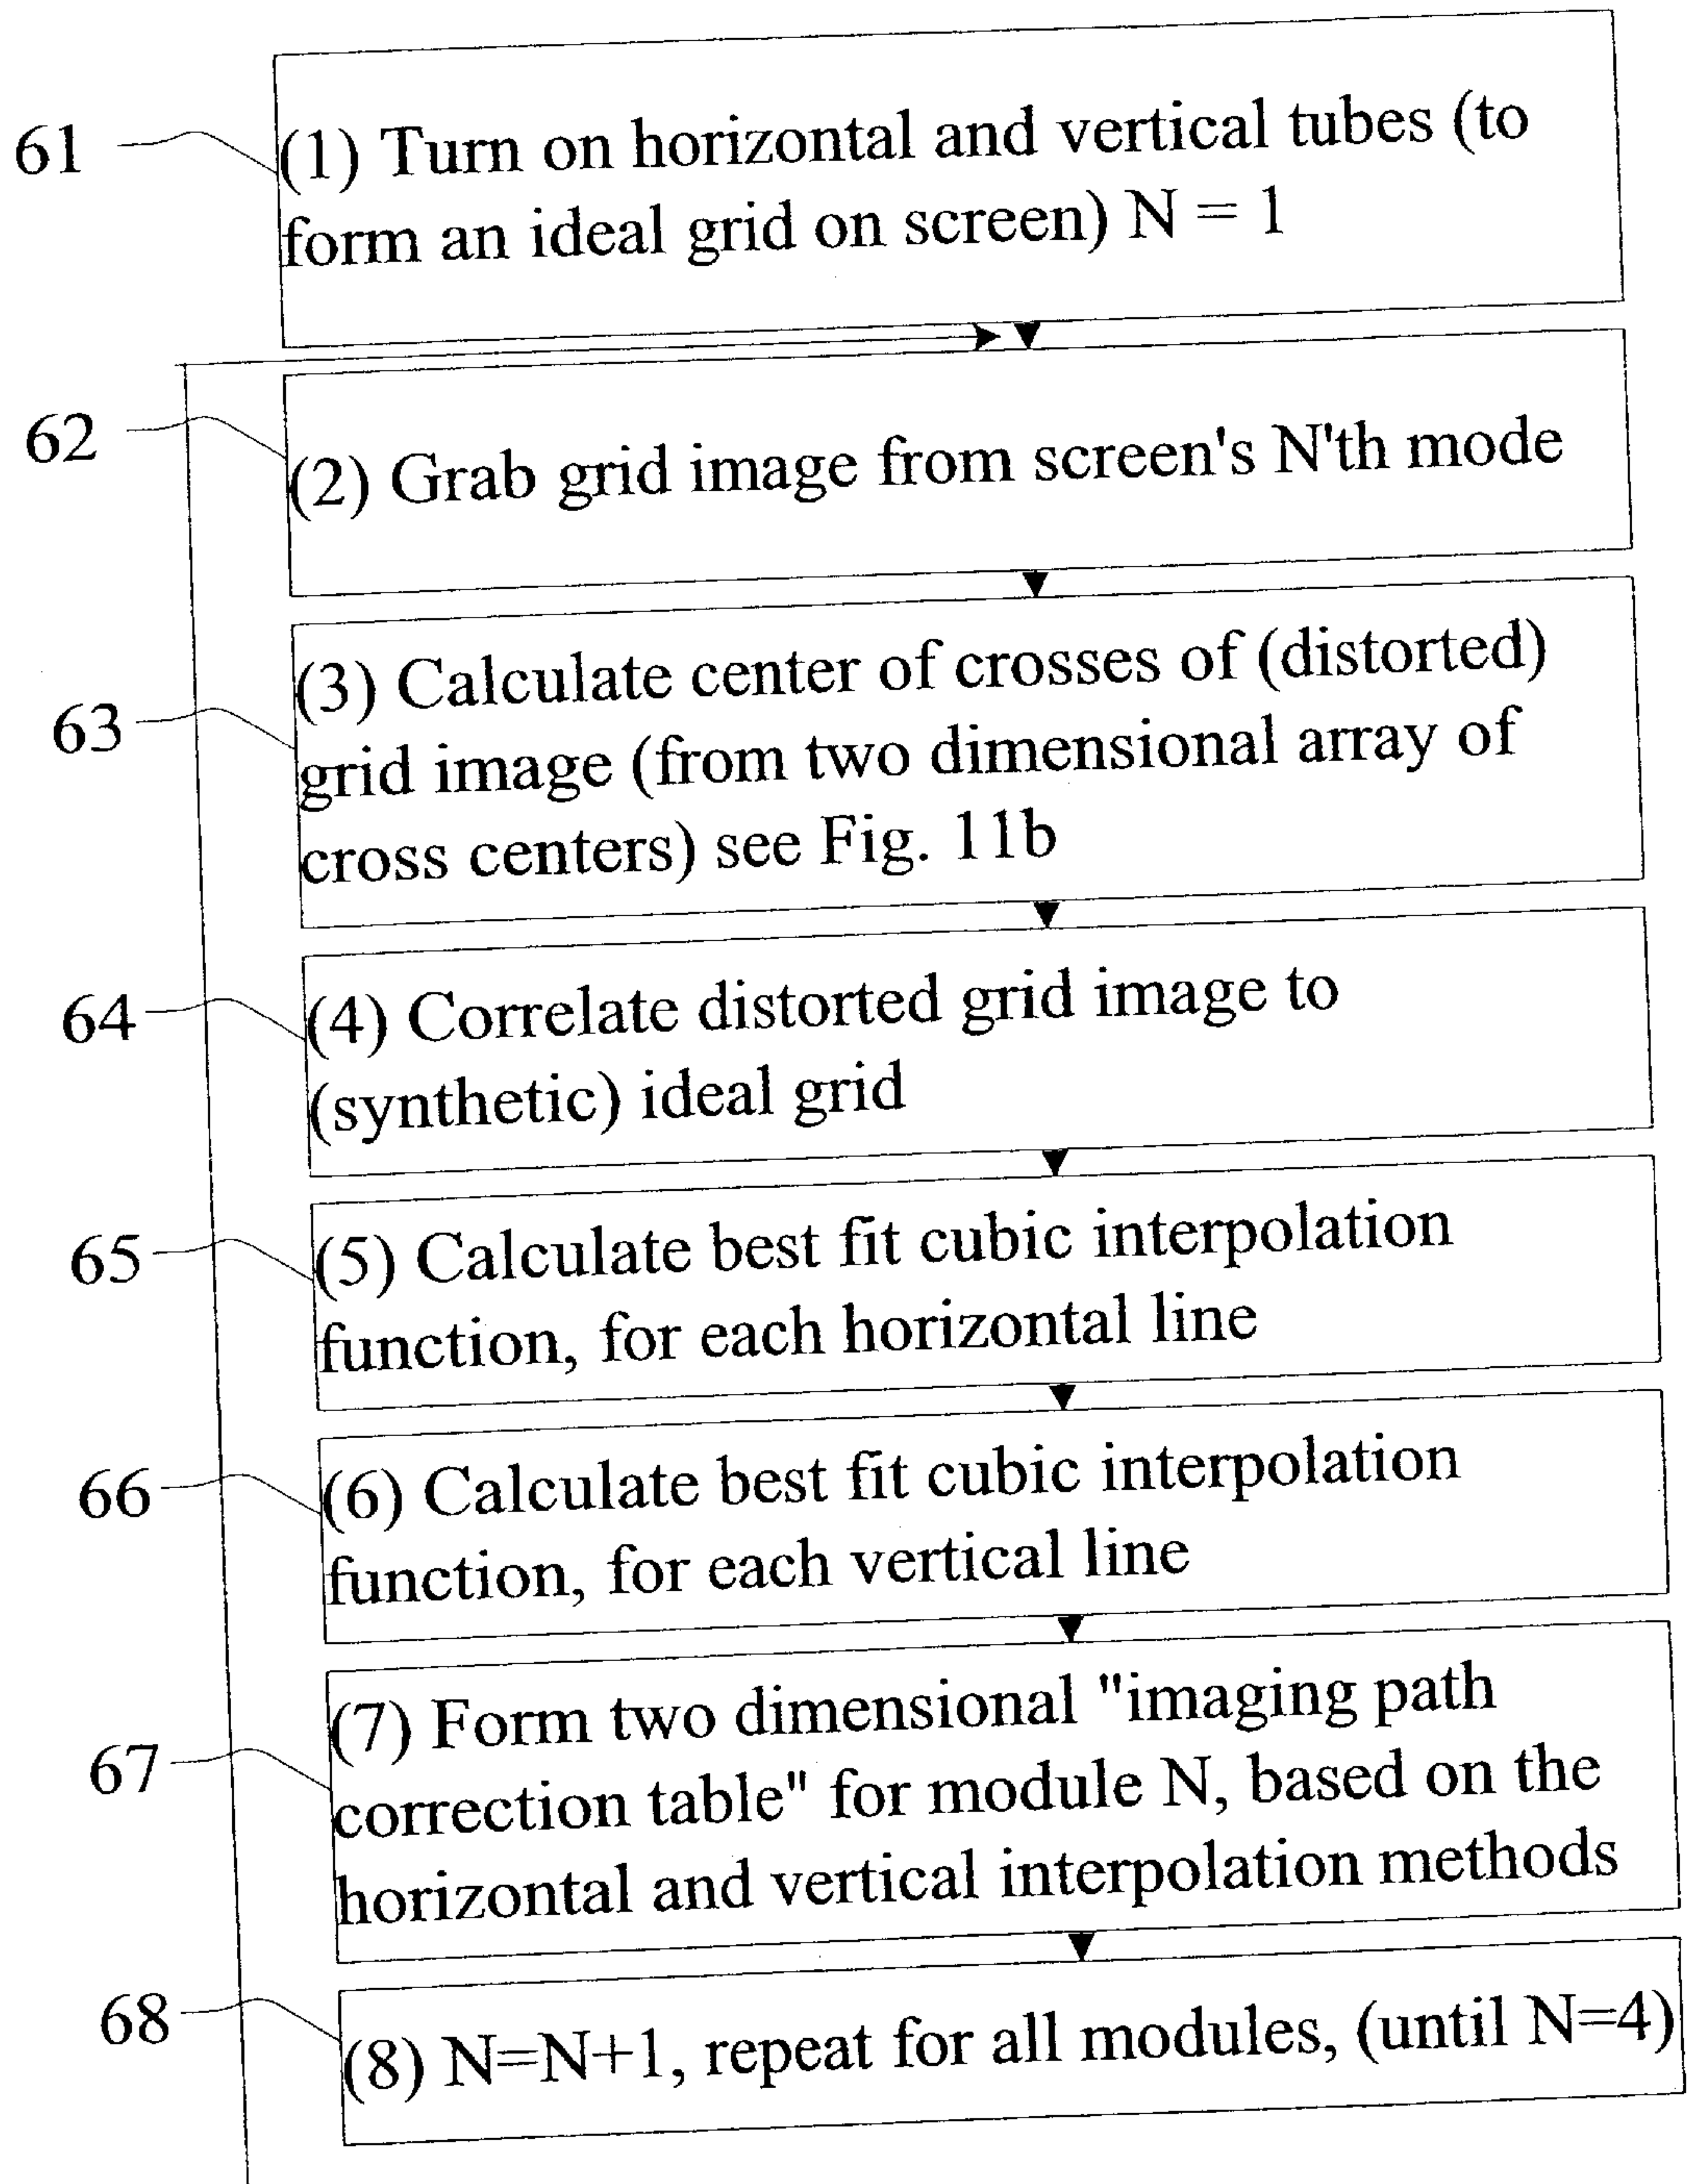 61
(1) Turn on horizontal and vertical tubes (to
form an ideal grid on screen) N = 1
62
(2) Grab grid image from screen's N'th mode
63
(3) Calculate center of crosses of (distorted)
grid image (from two dimensional array of
cross centers) see Fig. 11b
64
(4) Correlate distorted grid image to
(synthetic) ideal grid
65
(5) Calculate best fit cubic interpolation
function, for each horizontal line
66
(6) Calculate best fit cubic interpolation
function, for each vertical line
67
(7) Form two dimensional "imaging path
correction table" for module N, based on the
horizontal and vertical interpolation methods
68
(8) N=N+1, repeat for all modules, (until N=4)